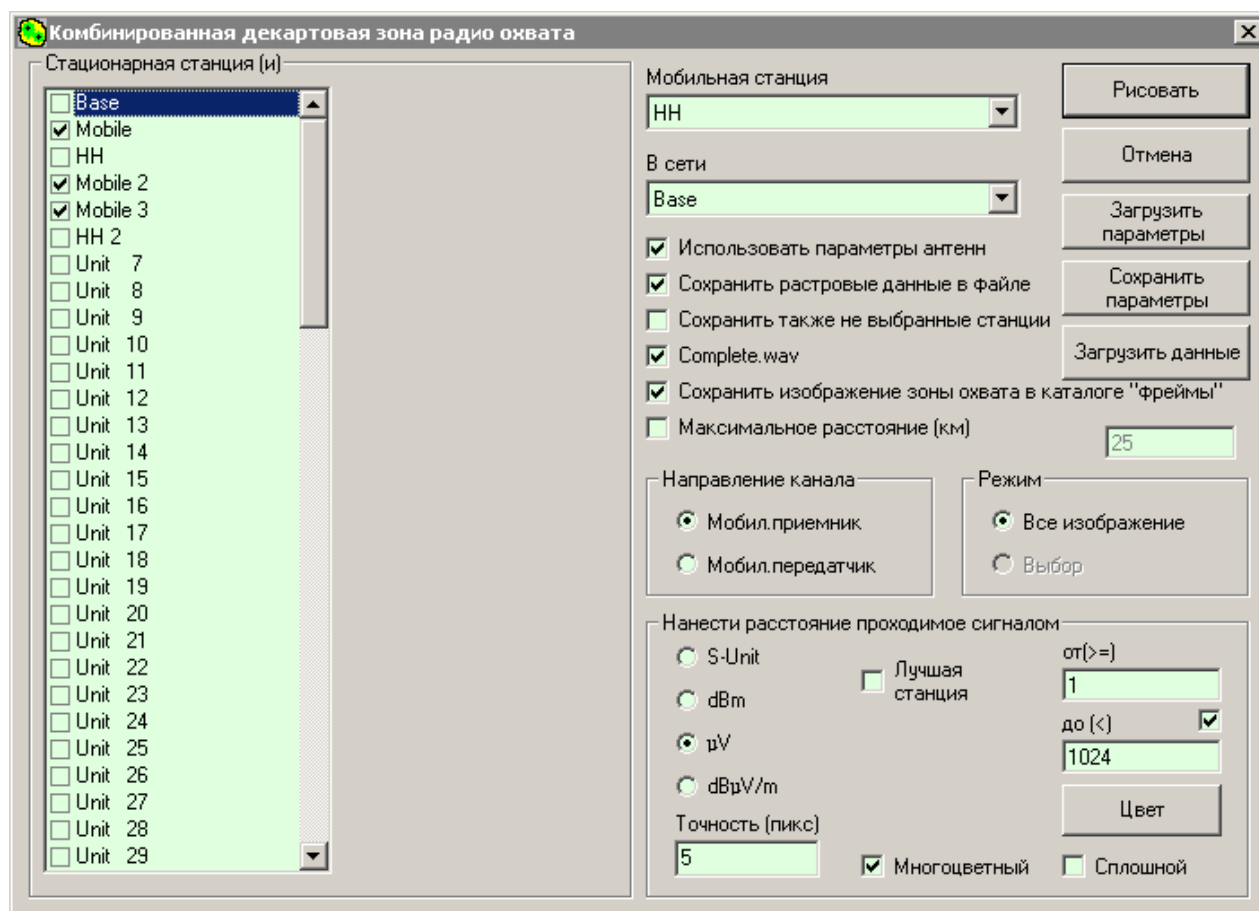 Комбинированная декартовая зона радио охвата
Стационарная станция (и)
Base
Mobile
HH
Mobile 2
Mobile 3
HH 2
Unit 7
Unit 8
Unit 9
Unit 10
Unit 11
Unit 12
Unit 13
Unit 14
Unit 15
Unit 16
Unit 17
Unit 18
Unit 19
Unit 20
Unit 21
Unit 22
Unit 23
Unit 24
Unit 25
Unit 26
Unit 27
Unit 28
Unit 29
Мобильная станция
HH
В сети
Base
Использовать параметры антенн
Сохранить растровые данные в файле
Сохранить также не выбранные станции
Complete.wav
Сохранить изображение зоны охвата в каталоге "фреймы"
Максимальное расстояние (км)
25
Рисовать
Отмена
Загрузить
параметры
Сохранить
параметры
Загрузить данные
Направление канала
Мобил.приемник
Мобил.передатчик
Режим
Все изображение
Выбор
Нанести расстояние проходимое сигналом
S-Unit
dBm
µV
dBµV/m
Точность (пикс)
5
Лучшая
станция
Многоцветный
от(>=)
1
до (<)
1024
Цвет
Сплошной